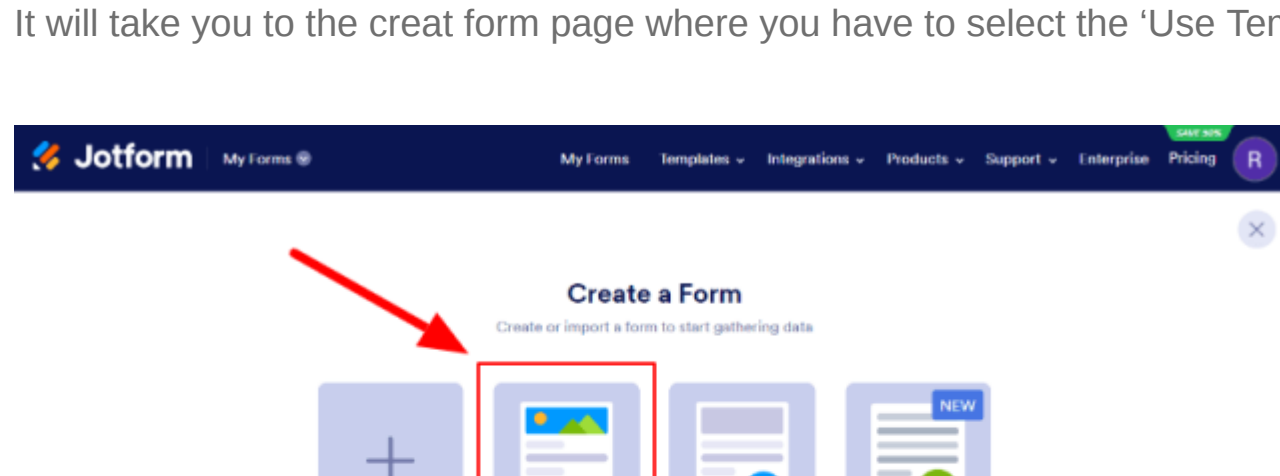 It will take you to the creat form page where you have to select the ‘Use Ter
SAVE 50%
Jotform My Forms My Forms Templates Integrations Products Support Enterprise Pricing R
Create a Form
Create or import a form to start gathering data
NEW